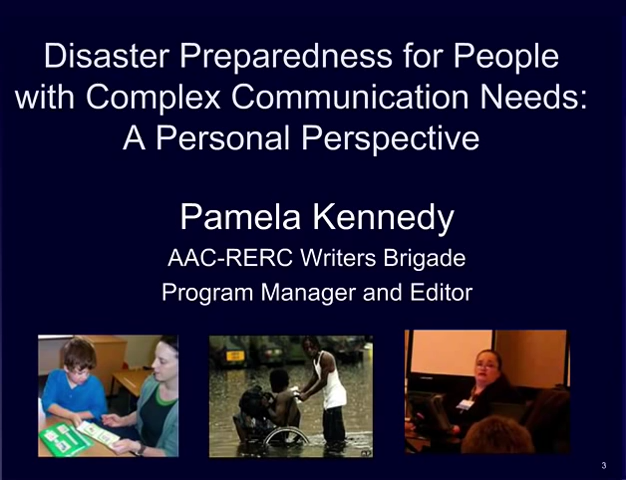 Disaster Preparedness for People
with Complex Communication Needs:
A Personal Perspective
Pamela Kennedy
AAC-RERC Writers Brigade
Program Manager and Editor
3